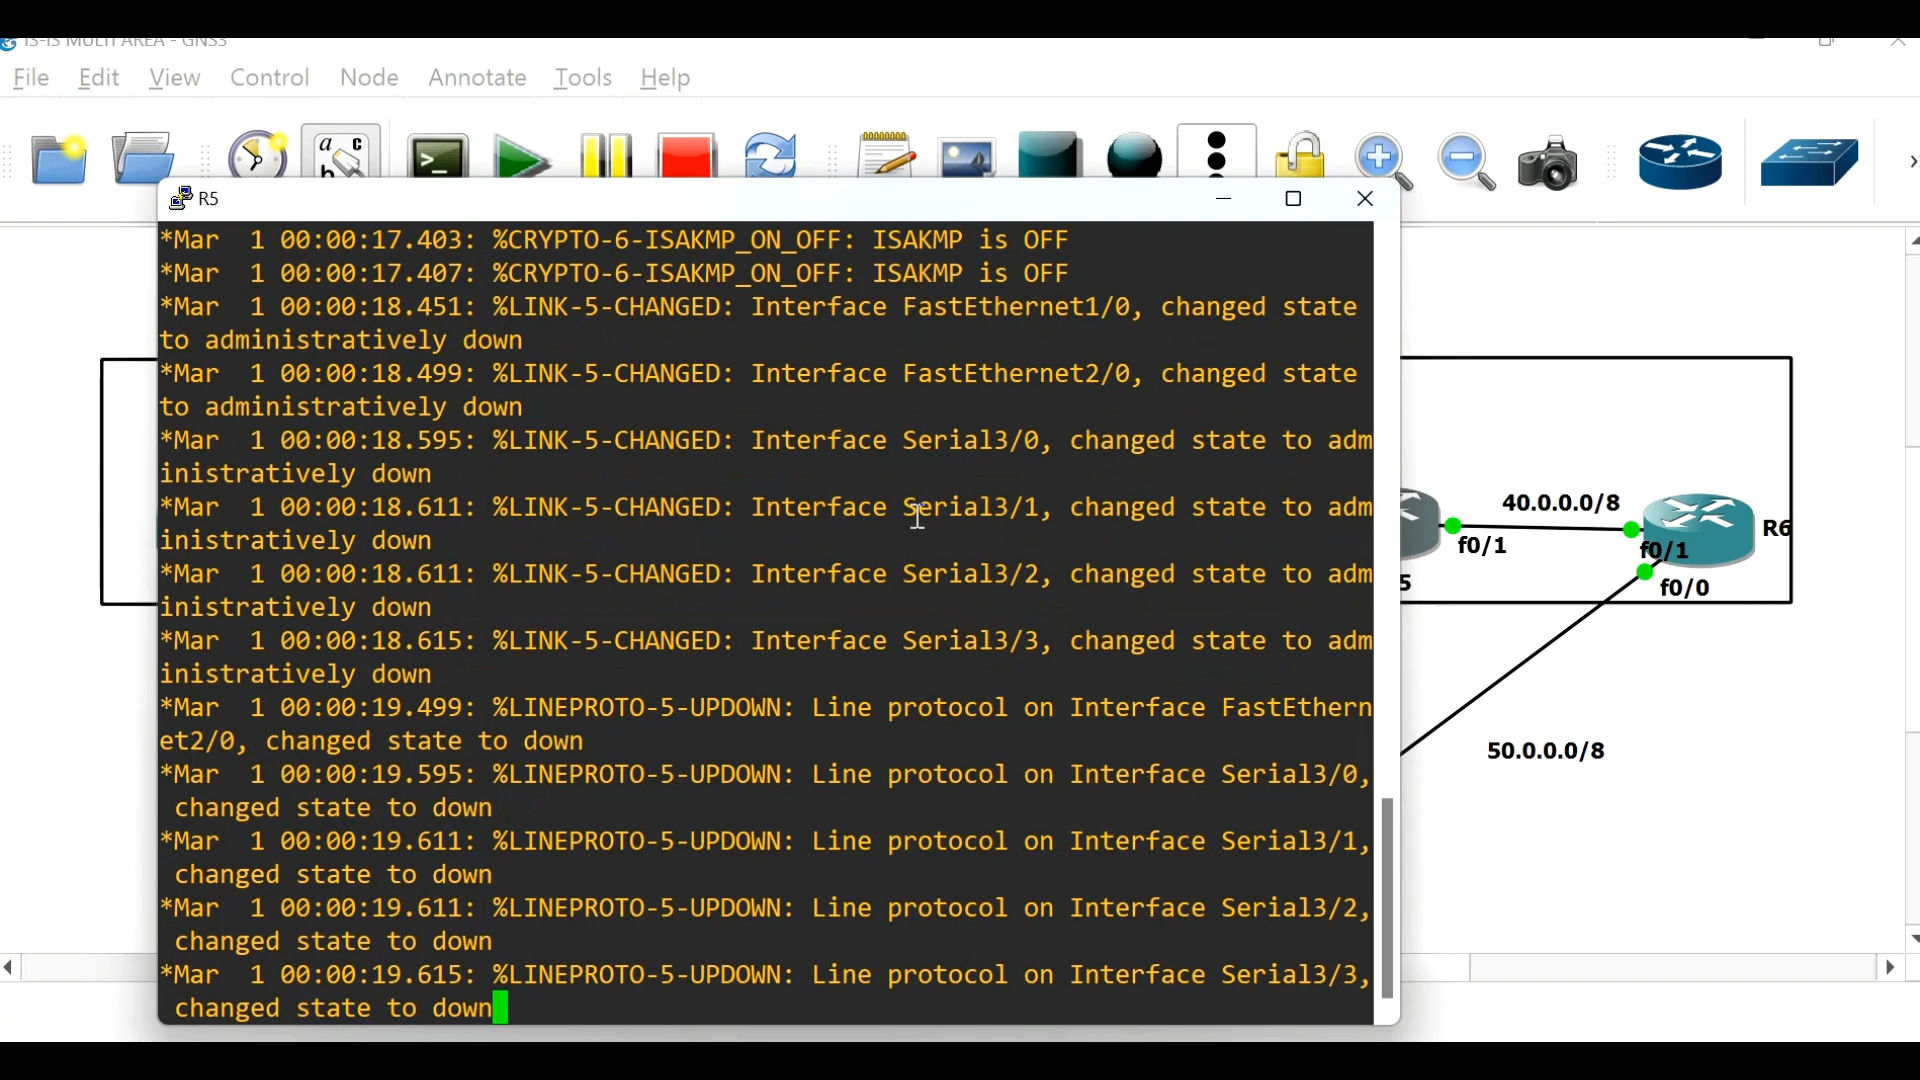 IS-IS MULTI AREA - GNS3
File Edit View Control Node Annotate Tools Help
R5
*Mar  1 00:00:17.403: %CRYPTO-6-ISAKMP_ON_OFF: ISAKMP is OFF
*Mar  1 00:00:17.407: %CRYPTO-6-ISAKMP_ON_OFF: ISAKMP is OFF
*Mar  1 00:00:18.451: %LINK-5-CHANGED: Interface FastEthernet1/0, changed state
to administratively down
*Mar  1 00:00:18.499: %LINK-5-CHANGED: Interface FastEthernet2/0, changed state
to administratively down
*Mar  1 00:00:18.595: %LINK-5-CHANGED: Interface Serial3/0, changed state to adm
inistratively down
*Mar  1 00:00:18.611: %LINK-5-CHANGED: Interface Serial3/1, changed state to adm
inistratively down
*Mar  1 00:00:18.611: %LINK-5-CHANGED: Interface Serial3/2, changed state to adm
inistratively down
*Mar  1 00:00:18.615: %LINK-5-CHANGED: Interface Serial3/3, changed state to adm
inistratively down
*Mar  1 00:00:19.499: %LINEPROTO-5-UPDOWN: Line protocol on Interface FastEthern
et2/0, changed state to down
*Mar  1 00:00:19.595: %LINEPROTO-5-UPDOWN: Line protocol on Interface Serial3/0,
changed state to down
*Mar  1 00:00:19.611: %LINEPROTO-5-UPDOWN: Line protocol on Interface Serial3/1,
changed state to down
*Mar  1 00:00:19.611: %LINEPROTO-5-UPDOWN: Line protocol on Interface Serial3/2,
changed state to down
*Mar  1 00:00:19.615: %LINEPROTO-5-UPDOWN: Line protocol on Interface Serial3/3,
changed state to down
40.0.0.0/8
R6
f0/1
f0/1
5
f0/0
50.0.0.0/8